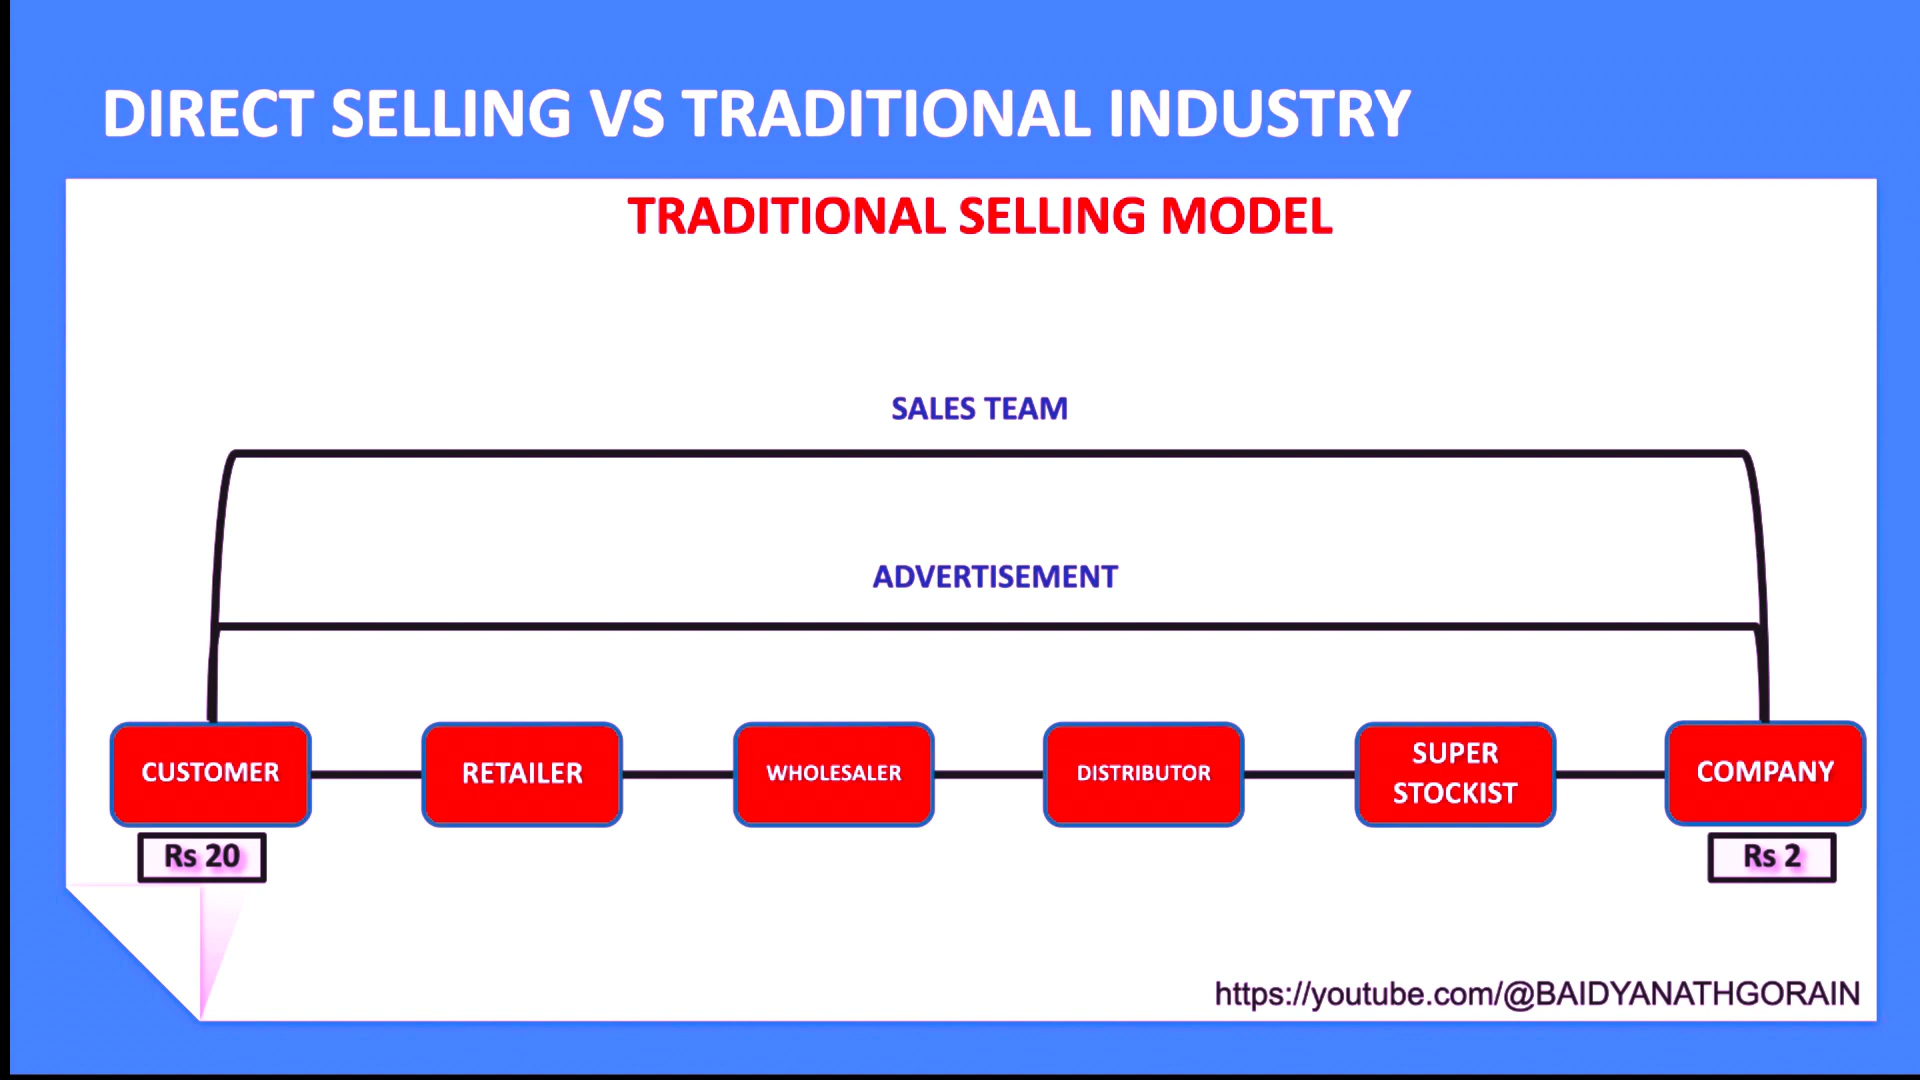 DIRECT SELLING VS TRADITIONAL INDUSTRY
TRADITIONAL SELLING MODEL
SALES TEAM
ADVERTISEMENT
CUSTOMER
RETAILER
WHOLESALER
DISTRIBUTOR
SUPER
STOCKIST
COMPANY
Rs 20
Rs 2
https://youtube.com/@BAIDYANATHGORAIN